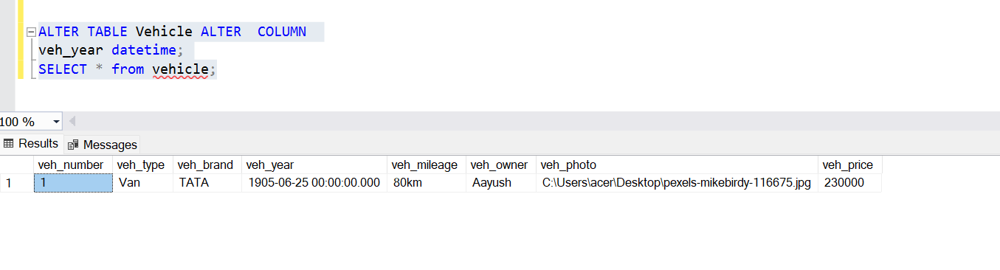 ALTER TABLE Vehicle ALTER  COLUMN
veh_year datetime;
SELECT * from vehicle;
100 %
Results Messages
veh_number veh_type veh_brand veh_year veh_mileage veh_owner veh_photo veh_price
1 1 Van TATA 1905-06-25 00:00:00.000 80km Aayush C:\Users\acer\Desktop\pexels-mikebirdy-116675.jpg 230000